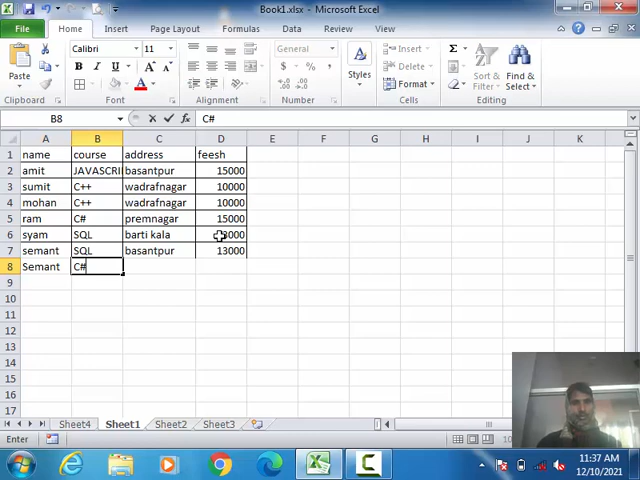 Book1.xlsx - Microsoft Excel
File Home Insert Page Layout Formulas Data Review View
Calibri 11 General Insert Σ
Paste B I U $ % , Styles Delete Sort & Filter Find & Select
A A Format
Clipboard Font Alignment Number Cells Editing
B8 fx C#
A B C D E F G H I J K
1 name course address feesh
2 amit JAVASCRI basantpur 15000
3 sumit C++ wadrafnagar 10000
4 mohan C++ wadrafnagar 10000
5 ram C# premnagar 15000
6 syam SQL barti kala 3000
7 semant SQL basantpur 13000
8 Semant C#
9
10
11
12
13
14
15
16
17
Sheet4 Sheet1 Sheet2 Sheet3
Enter 10
11:37 AM
12/10/2021